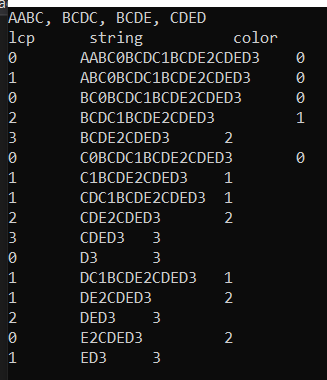 AABC, BCDC, BCDE, CDED
lcp string color
0 AABC0BCDC1BCDE2CDED3 0
1 ABC0BCDC1BCDE2CDED3 0
0 BC0BCDC1BCDE2CDED3 0
2 BCDC1BCDE2CDED3 1
3 BCDE2CDED3 2
0 C0BCDC1BCDE2CDED3 0
1 C1BCDE2CDED3 1
1 CDC1BCDE2CDED3 1
2 CDE2CDED3 2
3 CDED3 3
0 D3 3
1 DC1BCDE2CDED3 1
1 DE2CDED3 2
2 DED3 3
0 E2CDED3 2
1 ED3 3